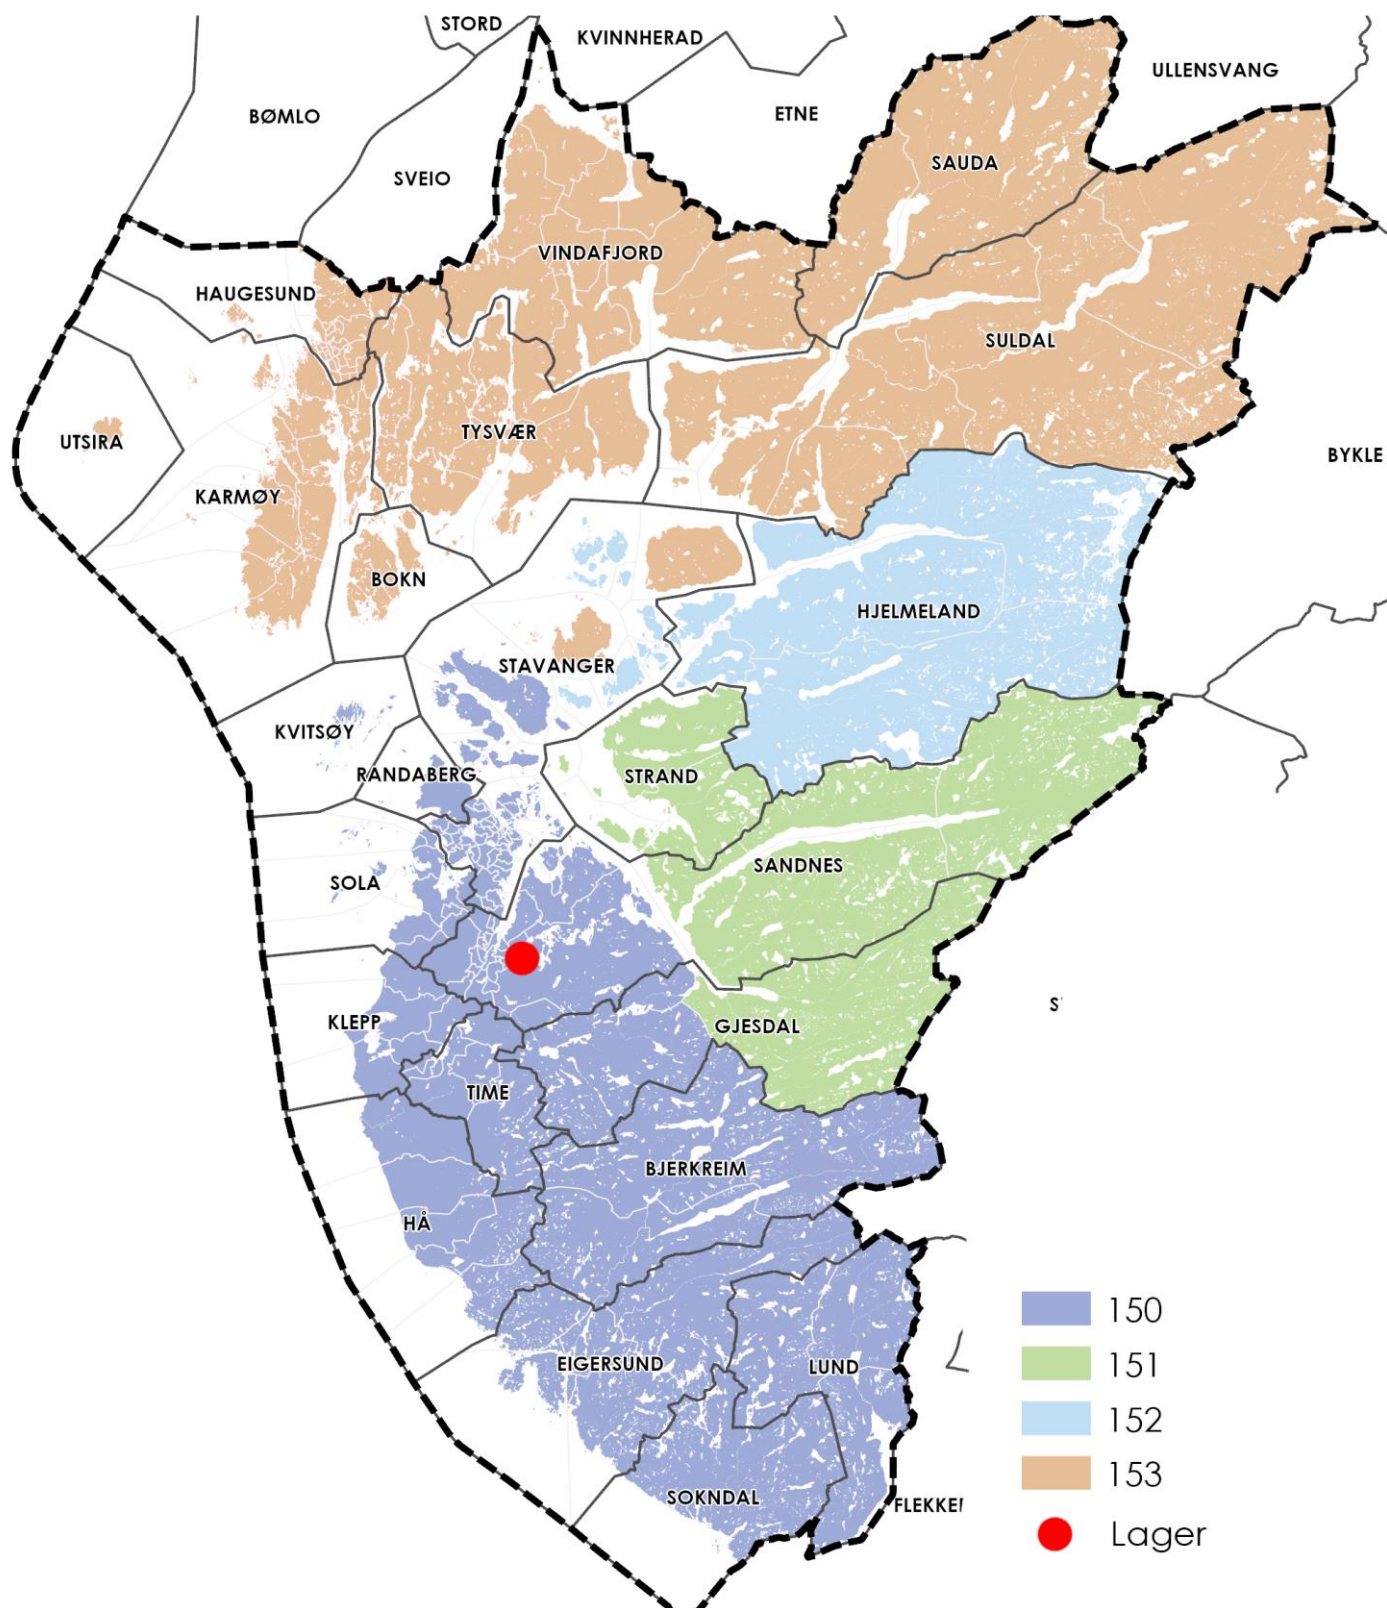 STORD
KVINNHERAD
ULLENSVANG
BØMLO
ETNE
SAUDA
SVEIO
VINDAFJORD
HAUGESUND
SULDAL
TYSVÆR
UTSIRA
BYKLE
KARMØY
BOKN
HJELMELAND
STAVANGER
KVITSØY
RANDABERG
STRAND
SANDNES
SOLA
S
KLEPP
GJESDAL
TIME
BJERKREIM
HÅ
150
EIGERSUND
LUND
151
152
153
SOKNDAL
FLEKKEF
Lager